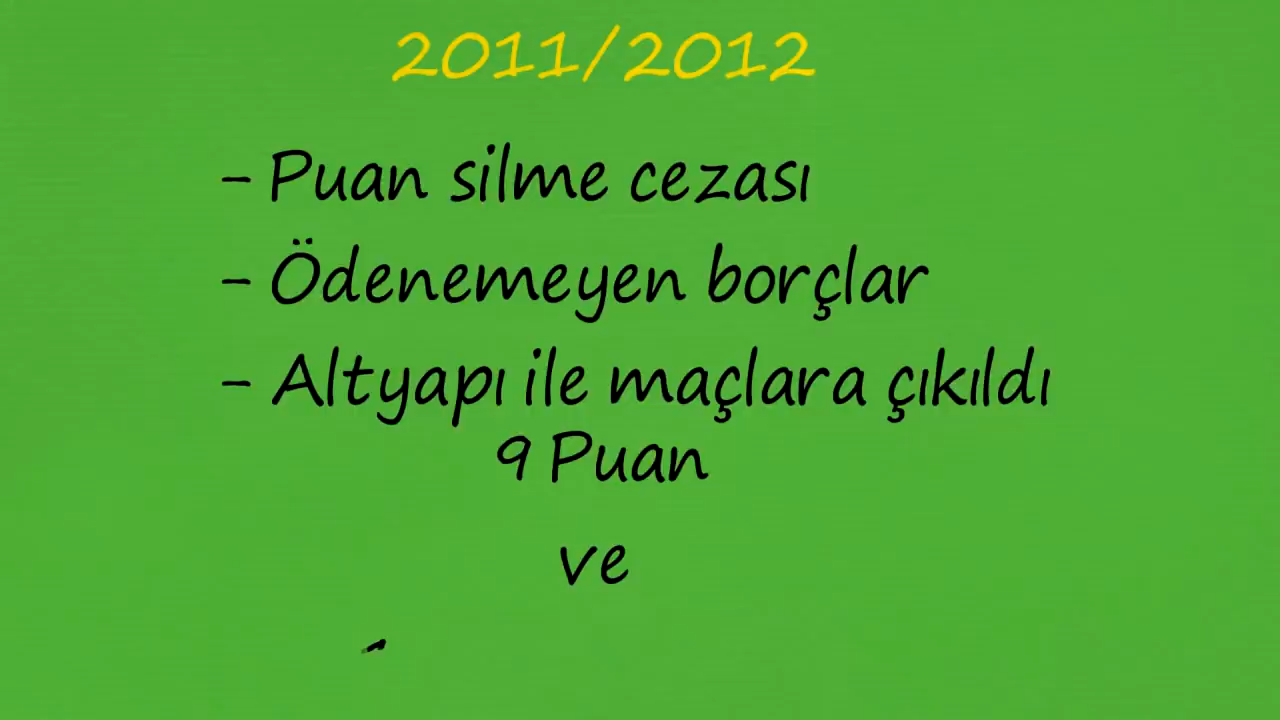 2011/2012
- Puan silme cezası
- Ödenemeyen borçlar
- Altyapı ile maçlara çıkıldı
9 Puan
ve